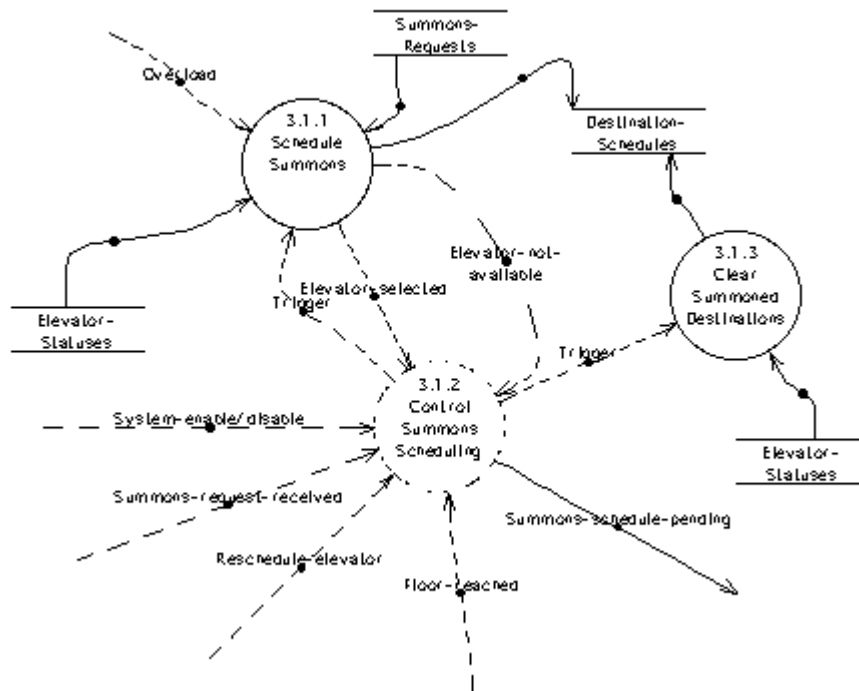 Summons-
Requests
Overload
3.1.1
Schedule
Summons
Destination-
Schedules
Elevator-not-
available
3.1.3
Clear
Summoned
Destinations
Elevator-selected
Trigger
Elevator-
Statuses
Trigger
3.1.2
Control
Summons
Scheduling
System-enable/disable
Elevator-
Statuses
Summons-request-received
Summons-schedule-pending
Reschedule-elevator
Floor-reached